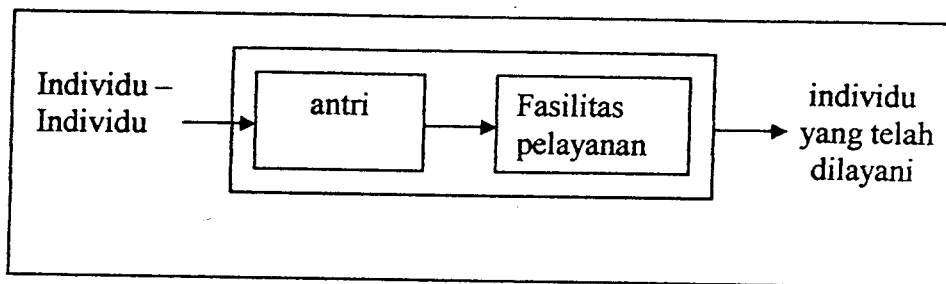 Individu –
Individu
antri
Fasilitas
pelayanan
individu
yang telah
dilayani